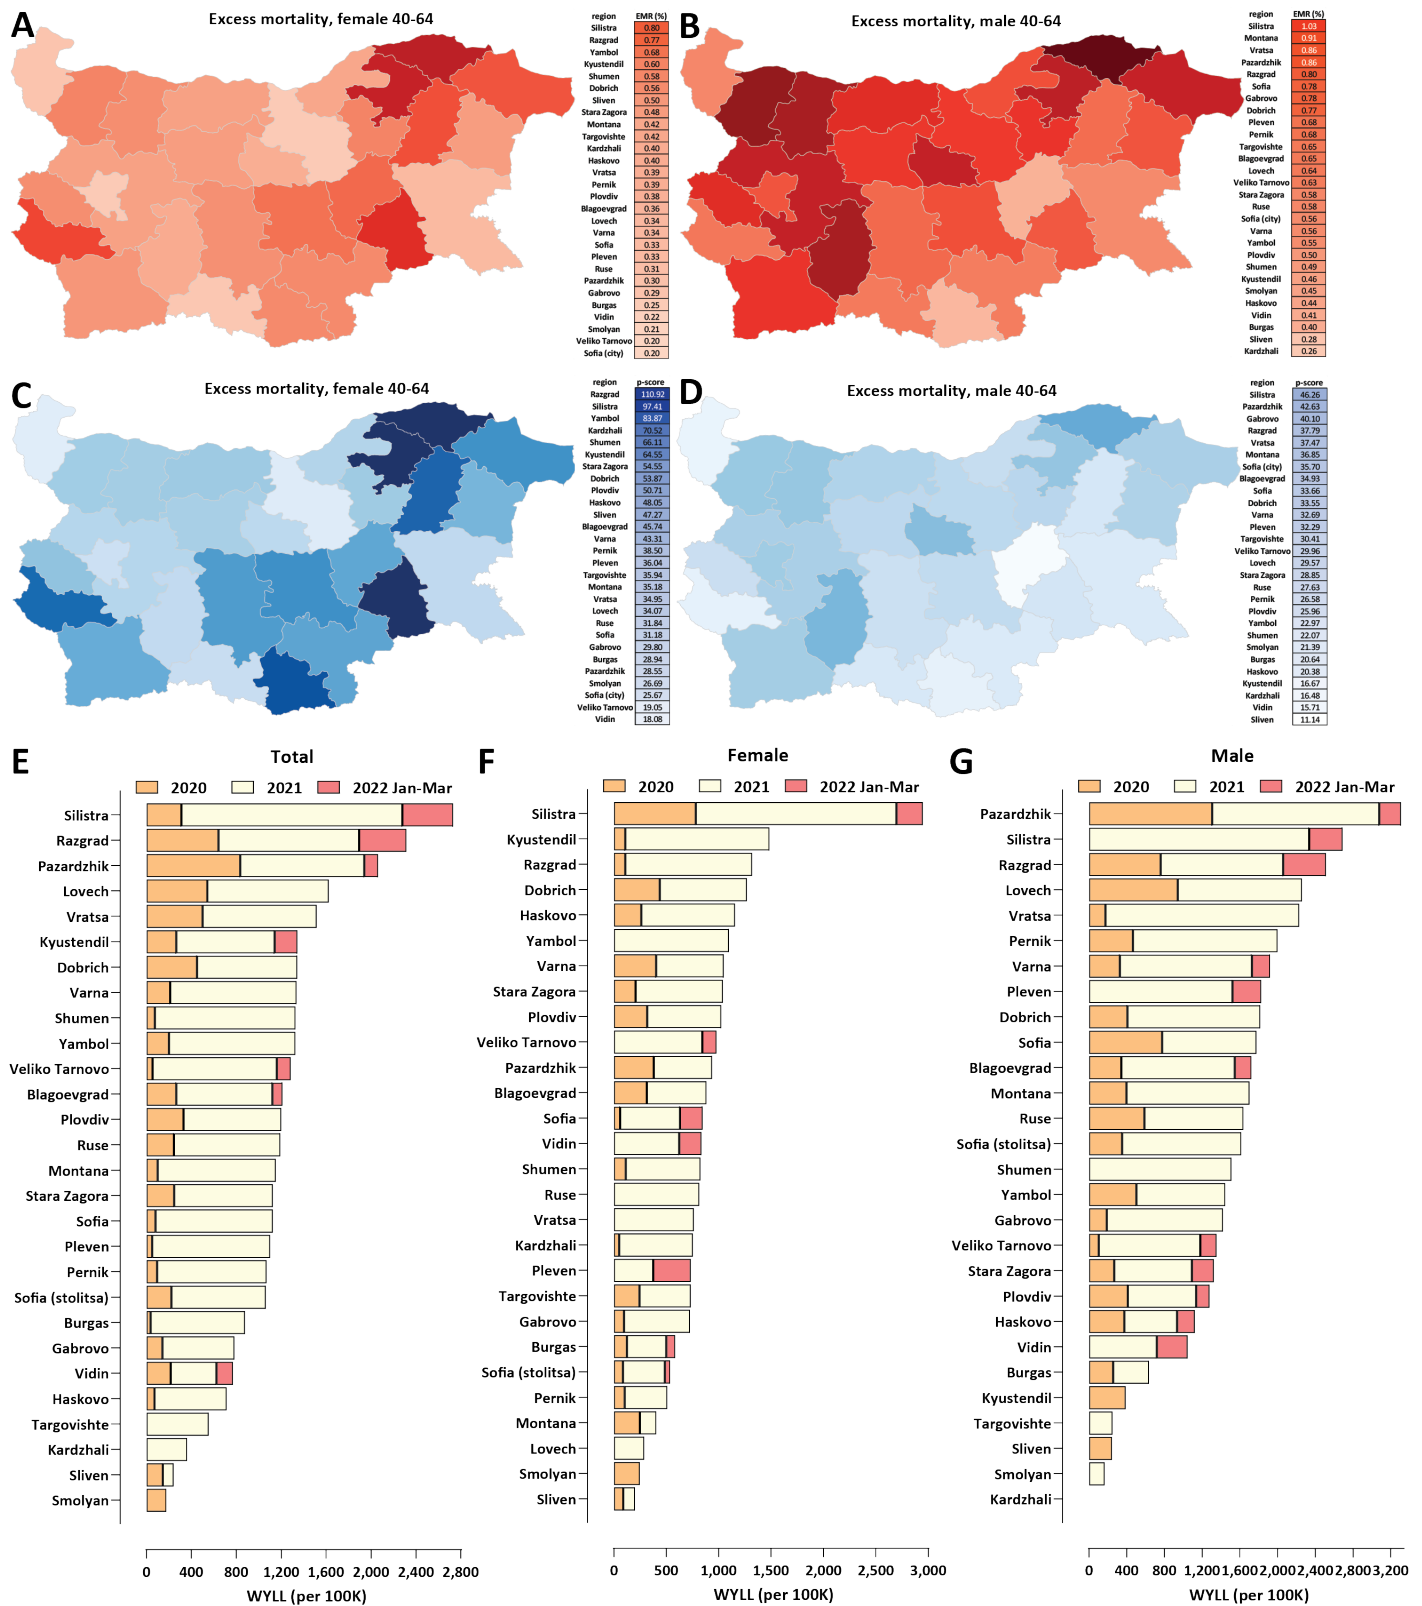 A
Excess mortality, female 40-64
region EMR (%)
Silistra 0.80
Razgrad 0.77
Yambol 0.68
Kyustendil 0.60
Shumen 0.58
Dobrich 0.56
Sliven 0.50
Stara Zagora 0.48
Montana 0.42
Targovishte 0.42
Kardzhali 0.40
Haskovo 0.40
Vratsa 0.39
Pernik 0.39
Plovdiv 0.38
Blagoevgrad 0.36
Lovech 0.34
Varna 0.34
Sofia 0.33
Pleven 0.33
Ruse 0.31
Pazardzhik 0.30
Gabrovo 0.29
Burgas 0.25
Vidin 0.22
Smolyan 0.21
Veliko Tarnovo 0.20
Sofia (city) 0.20
B
Excess mortality, male 40-64
region EMR (%)
Silistra 1.03
Montana 0.91
Vratsa 0.86
Pazardzhik 0.86
Razgrad 0.80
Sofia 0.78
Gabrovo 0.78
Dobrich 0.77
Pleven 0.68
Pernik 0.68
Targovishte 0.65
Blagoevgrad 0.65
Lovech 0.64
Veliko Tarnovo 0.63
Stara Zagora 0.58
Ruse 0.58
Sofia (city) 0.56
Varna 0.56
Yambol 0.55
Plovdiv 0.50
Shumen 0.49
Kyustendil 0.46
Smolyan 0.45
Haskovo 0.44
Vidin 0.41
Burgas 0.40
Sliven 0.28
Kardzhali 0.26
C
Excess mortality, female 40-64
region p-score
Razgrad 110.92
Silistra 97.41
Yambol 83.87
Kardzhali 70.52
Shumen 66.11
Kyustendil 64.55
Stara Zagora 54.55
Dobrich 53.87
Plovdiv 50.71
Haskovo 48.05
Sliven 47.27
Blagoevgrad 45.74
Varna 43.31
Pernik 38.50
Pleven 36.04
Targovishte 35.94
Montana 35.18
Vratsa 34.95
Lovech 34.07
Ruse 31.84
Sofia 31.18
Gabrovo 29.80
Burgas 28.94
Pazardzhik 28.55
Smolyan 26.69
Sofia (city) 25.67
Veliko Tarnovo 19.05
Vidin 18.08
D
Excess mortality, male 40-64
region p-score
Silistra 46.26
Pazardzhik 42.63
Gabrovo 40.10
Razgrad 37.79
Vratsa 37.47
Montana 36.85
Sofia (city) 35.70
Blagoevgrad 34.93
Sofia 33.66
Dobrich 33.55
Varna 32.69
Pleven 32.29
Targovishte 30.41
Veliko Tarnovo 29.96
Lovech 29.57
Stara Zagora 28.85
Ruse 27.63
Pernik 26.58
Plovdiv 25.96
Yambol 22.97
Shumen 22.07
Smolyan 21.39
Burgas 20.64
Haskovo 20.38
Kyustendil 16.67
Kardzhali 16.48
Vidin 15.71
Sliven 11.14
E
Total
2020 2021 2022 Jan-Mar
Silistra
Razgrad
Pazardzhik
Lovech
Vratsa
Kyustendil
Dobrich
Varna
Shumen
Yambol
Veliko Tarnovo
Blagoevgrad
Plovdiv
Ruse
Montana
Stara Zagora
Sofia
Pleven
Pernik
Sofia (stolitsa)
Burgas
Gabrovo
Vidin
Haskovo
Targovishte
Kardzhali
Sliven
Smolyan
0 400 800 1,200 1,600 2,000 2,400 2,800
WYLL (per 100K)
F
Female
2020 2021 2022 Jan-Mar
Silistra
Kyustendil
Razgrad
Dobrich
Haskovo
Yambol
Varna
Stara Zagora
Plovdiv
Veliko Tarnovo
Pazardzhik
Blagoevgrad
Sofia
Vidin
Shumen
Ruse
Vratsa
Kardzhali
Pleven
Targovishte
Gabrovo
Burgas
Sofia (stolitsa)
Pernik
Montana
Lovech
Smolyan
Sliven
0 500 1,000 1,500 2,000 2,500 3,000
WYLL (per 100K)
G
Male
2020 2021 2022 Jan-Mar
Pazardzhik
Silistra
Razgrad
Lovech
Vratsa
Pernik
Varna
Pleven
Dobrich
Sofia
Blagoevgrad
Montana
Ruse
Sofia (stolitsa)
Shumen
Yambol
Gabrovo
Veliko Tarnovo
Stara Zagora
Plovdiv
Haskovo
Vidin
Burgas
Kyustendil
Targovishte
Sliven
Smolyan
Kardzhali
0 400 800 1,200 1,600 2,000 2,400 2,800 3,200
WYLL (per 100K)